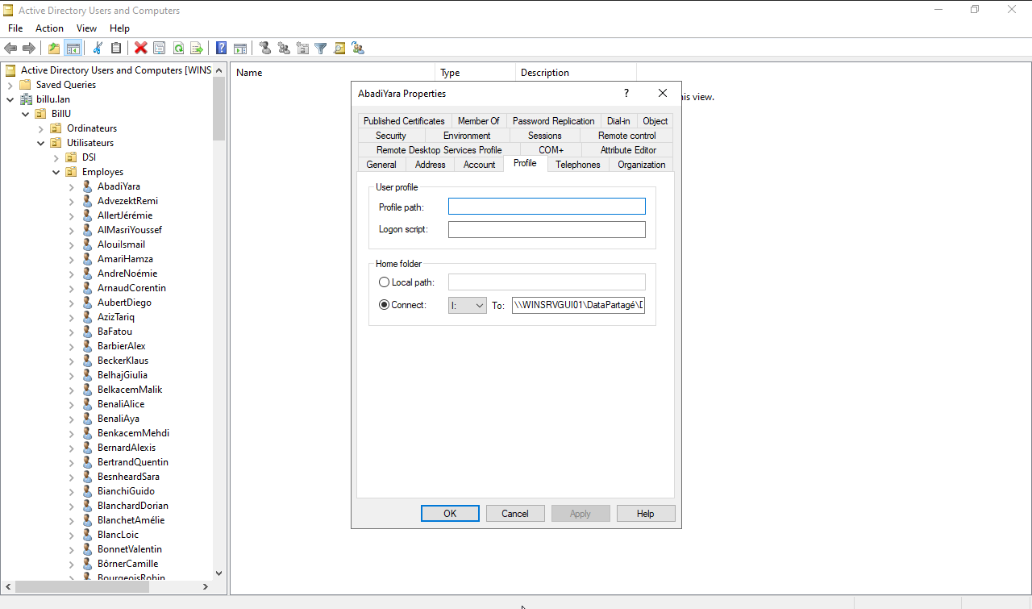 Active Directory Users and Computers
File Action View Help
Active Directory Users and Computers [WINS
Saved Queries
billu.lan
BillU
Ordinateurs
Utilisateurs
DSI
Employes
AbadiYara
AdvezektRemi
AllertJérémie
AlMasriYoussef
AlouiIsmail
AmariHamza
AndreNoémie
ArnaudCorentin
AubertDiego
AzizTariq
BaFatou
BarbierAlex
BeckerKlaus
BelhajGiulia
BelkacemMalik
BenaliAlice
BenaliAya
BenkacemMehdi
BernardAlexis
BertrandQuentin
BesnheardSara
BianchiGuido
BlanchardDorian
BlanchetAmélie
BlancLoic
BonnetValentin
BörnerCamille
BourgeoisRobin
Name Type Description
his view.
AbadiYara Properties
?
Published Certificates Member Of Password Replication Dial-in Object
Security Environment Sessions Remote control
Remote Desktop Services Profile COM+ Attribute Editor
General Address Account Profile Telephones Organization
User profile
Profile path:
Logon script:
Home folder
Local path:
Connect: I: To: \\WINSRVGUI01\DataPartagé\D
OK Cancel Apply Help